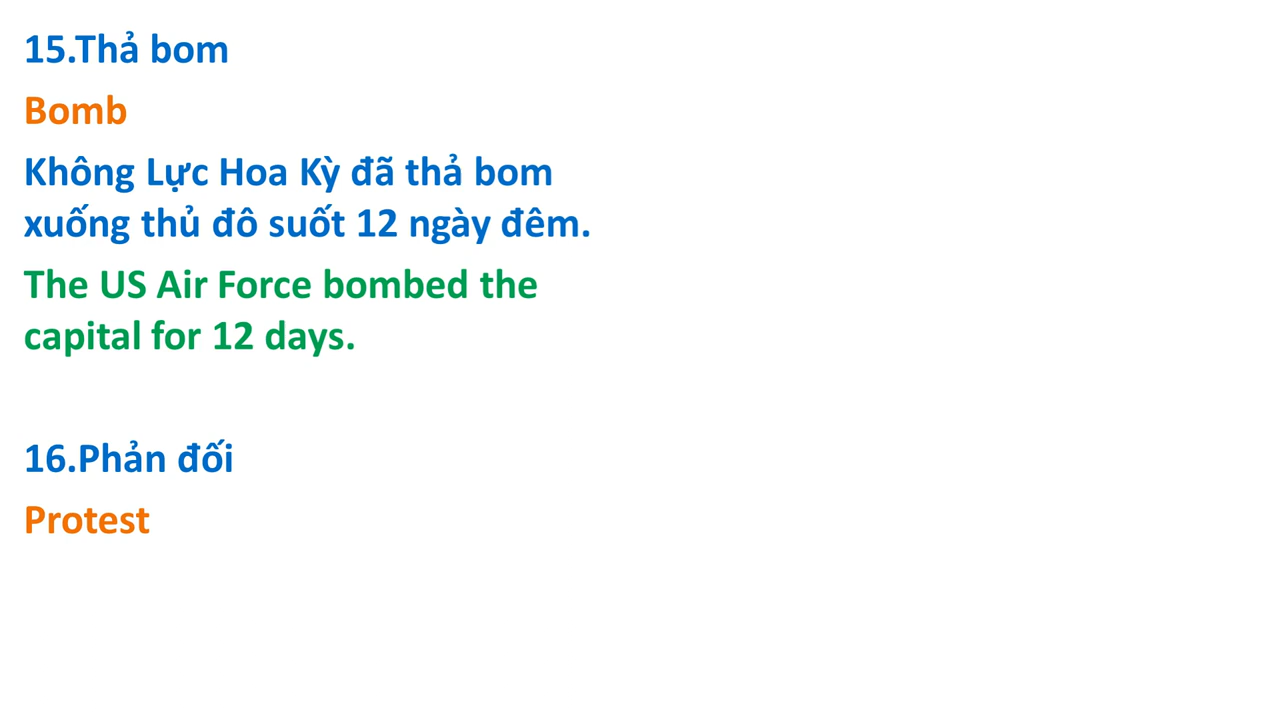 15.Thả bom
Bomb
Không Lực Hoa Kỳ đã thả bom
xuống thủ đô suốt 12 ngày đêm.
The US Air Force bombed the
capital for 12 days.
16.Phản đối
Protest